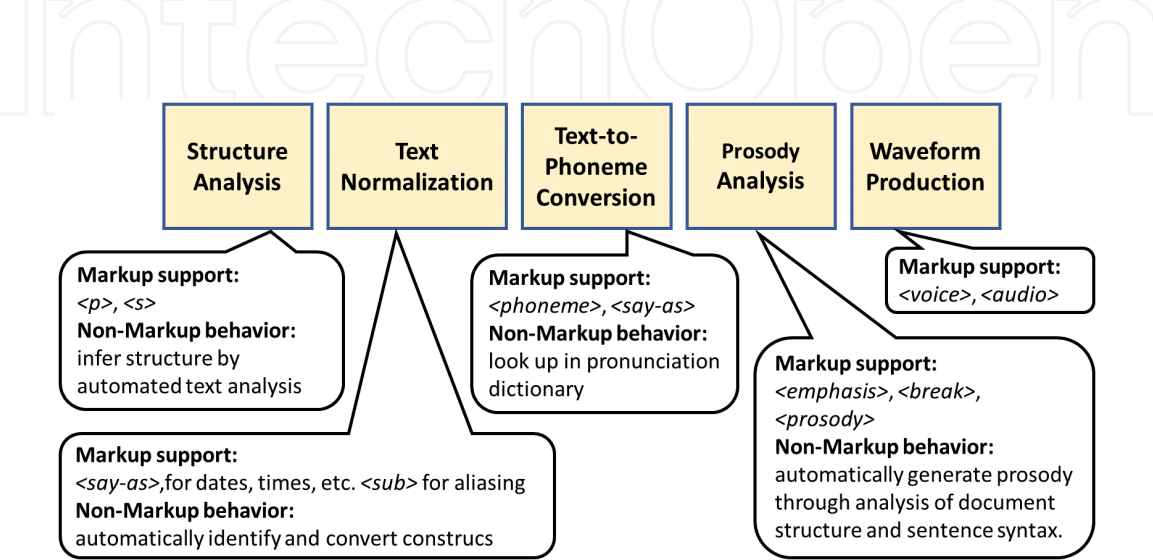 IntechOpen
Structure
Analysis
Text
Normalization
Text-to-
Phoneme
Conversion
Prosody
Analysis
Waveform
Production
Markup support:
<p>, <s>
Non-Markup behavior:
infer structure by
automated text analysis
Markup support:
<say-as>,for dates, times, etc. <sub> for aliasing
Non-Markup behavior:
automatically identify and convert construcs
Markup support:
<phoneme>, <say-as>
Non-Markup behavior:
look up in pronunciation
dictionary
Markup support:
<emphasis>, <break>,
<prosody>
Non-Markup behavior:
automatically generate prosody
through analysis of document
structure and sentence syntax.
Markup support:
<voice>, <audio>